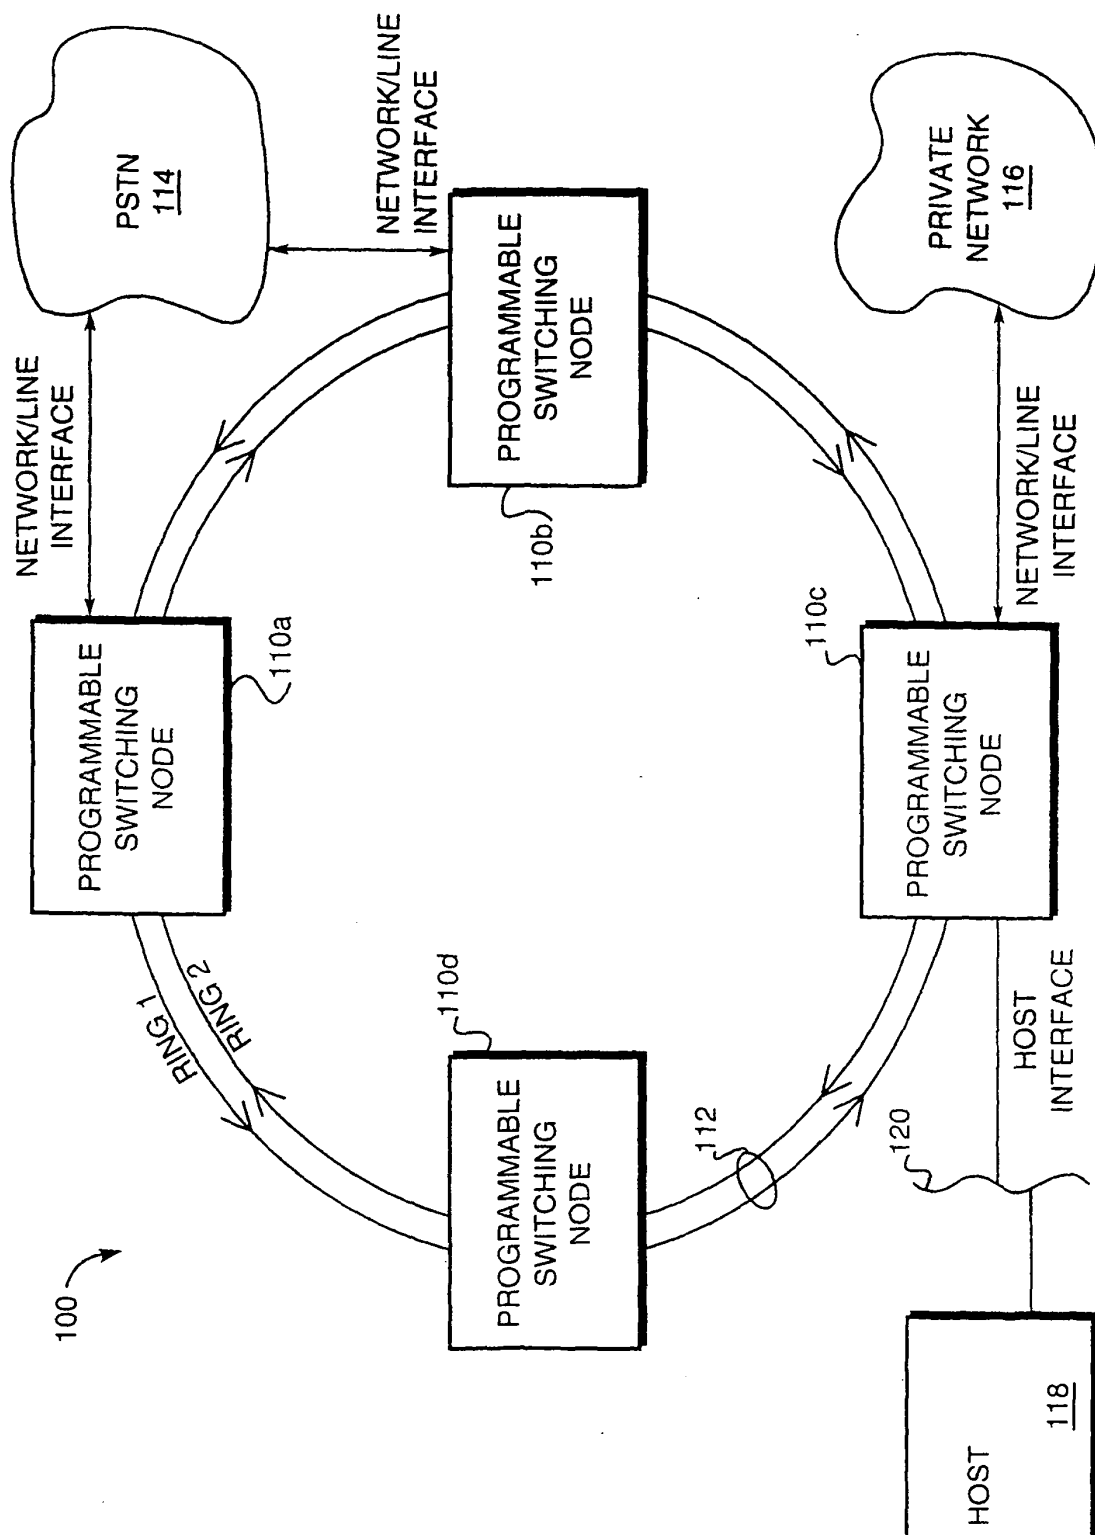 100
RING 1
RING 2
PROGRAMMABLE
SWITCHING
NODE
110a
NETWORK/LINE
INTERFACE
PSTN
114
NETWORK/LINE
INTERFACE
PROGRAMMABLE
SWITCHING
NODE
110d
PROGRAMMABLE
SWITCHING
NODE
110b
112
PROGRAMMABLE
SWITCHING
NODE
110c
NETWORK/LINE
INTERFACE
PRIVATE
NETWORK
116
HOST
INTERFACE
120
HOST
118